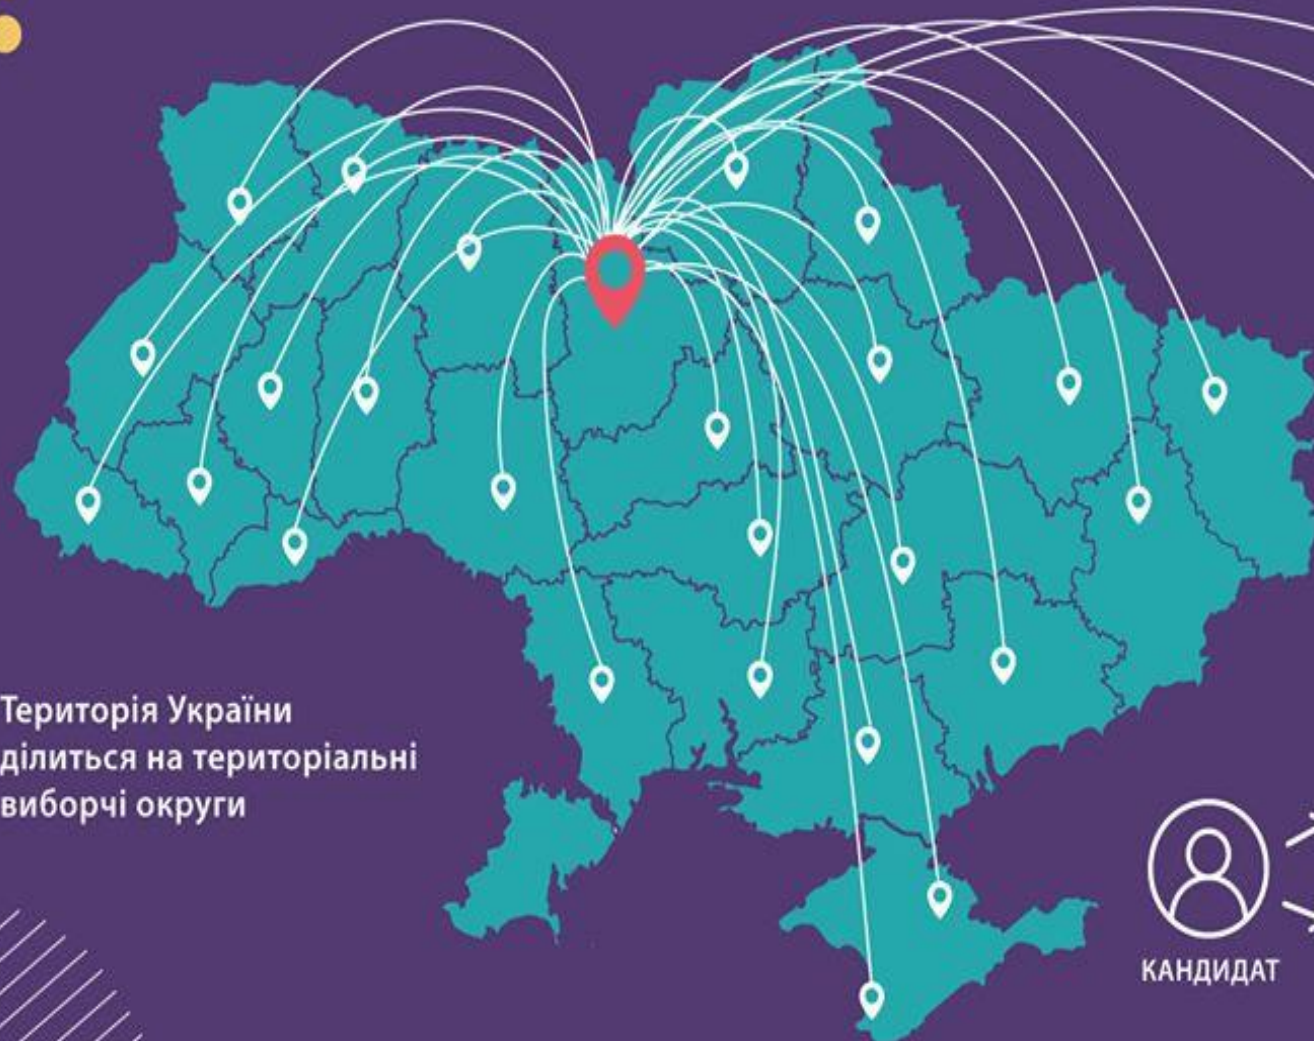 Територія України
ділиться на територіальні
виборчі округи
КАНДИДАТ